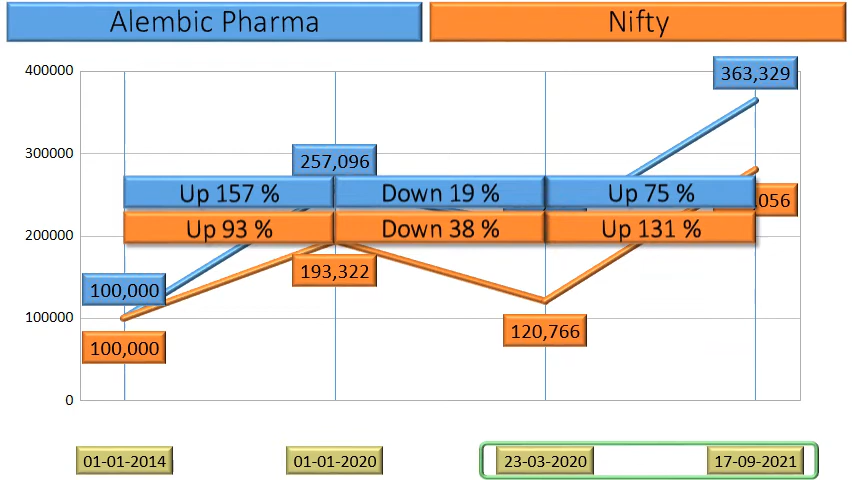 Alembic Pharma
Nifty
400000
363,329
300000
257,096
Up 157 %
Down 19 %
Up 75 %
056
Up 93 %
Down 38 %
Up 131 %
200000
193,322
100,000
100000
120,766
100,000
0
01-01-2014
01-01-2020
23-03-2020
17-09-2021